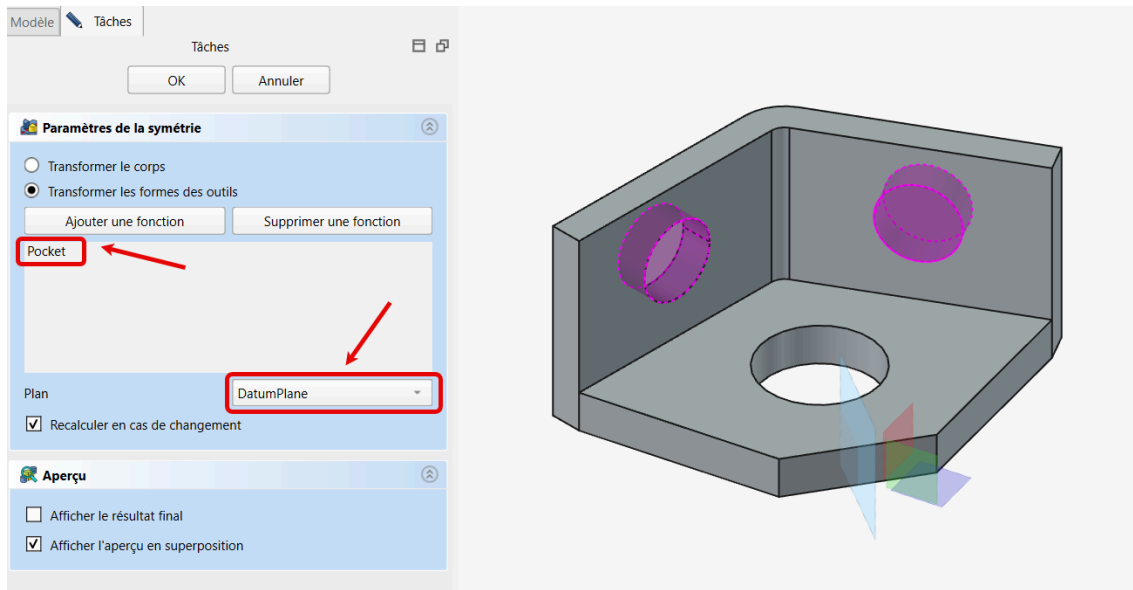 Modèle Tâches
Tâches
OK Annuler
Paramètres de la symétrie
Transformer le corps
Transformer les formes des outils
Ajouter une fonction Supprimer une fonction
Pocket
Plan DatumPlane
Recalculer en cas de changement
Aperçu
Afficher le résultat final
Afficher l'aperçu en superposition